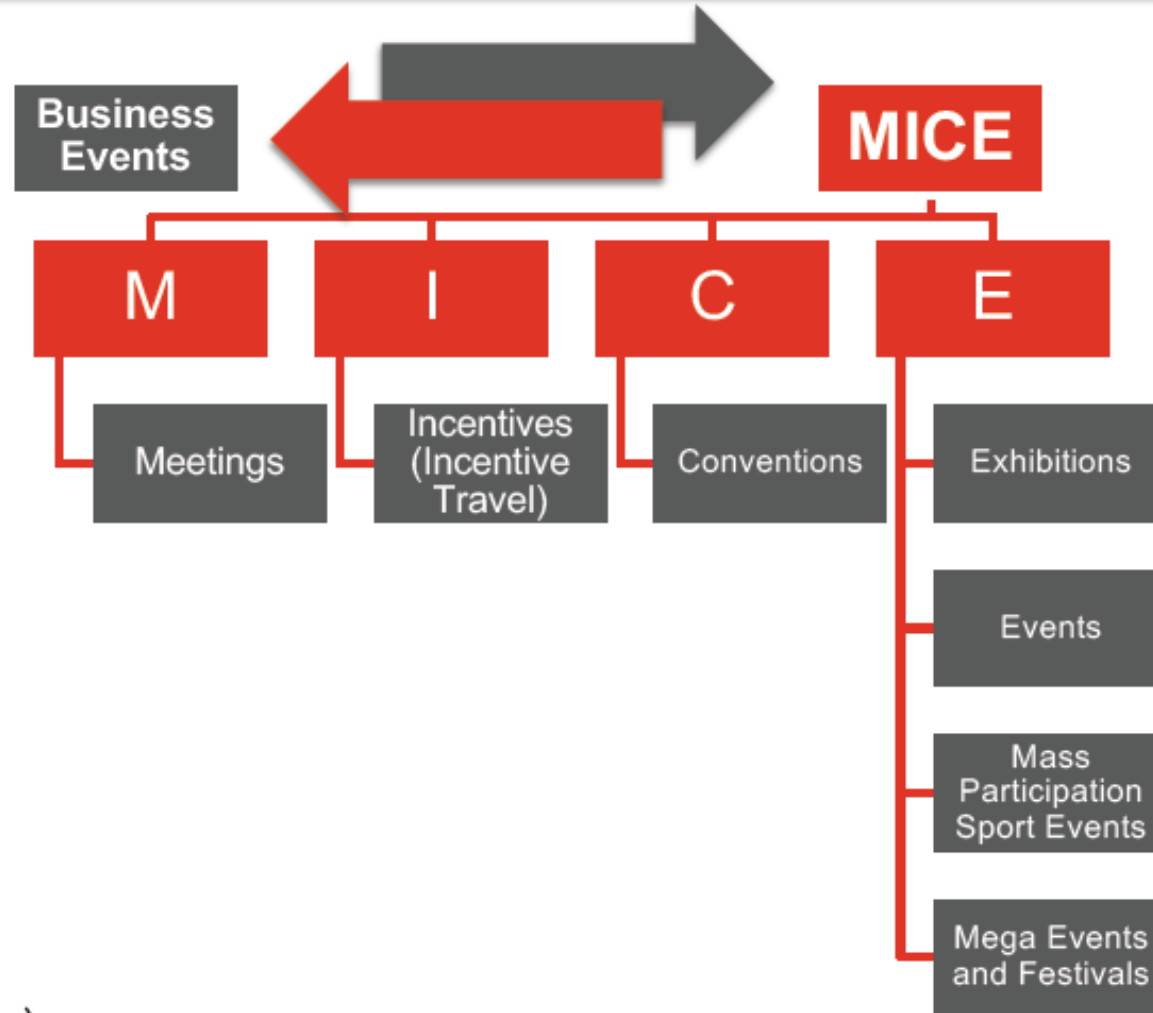 Business
Events
MICE
M
I
C
E
Meetings
Incentives
(Incentive
Travel)
Conventions
Exhibitions
Events
Mass
Participation
Sport Events
Mega Events
and Festivals